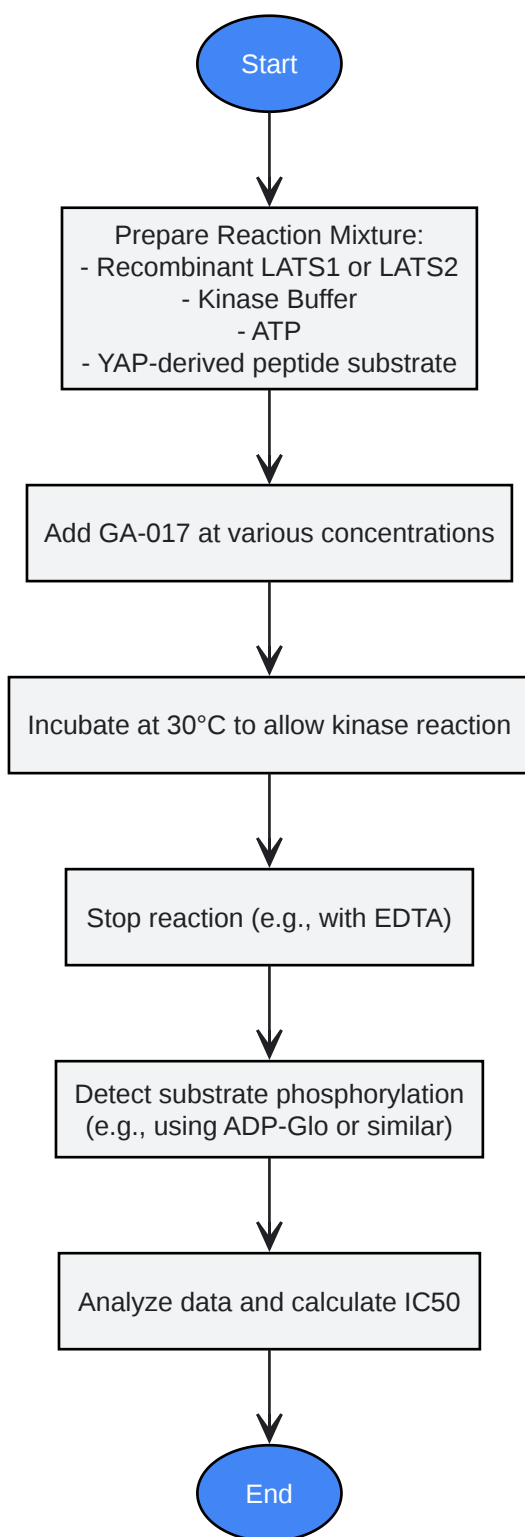 Start
Prepare Reaction Mixture:
- Recombinant LATS1 or LATS2
- Kinase Buffer
- ATP
- YAP-derived peptide substrate
Add GA-017 at various concentrations
Incubate at 30°C to allow kinase reaction
Stop reaction (e.g., with EDTA)
Detect substrate phosphorylation
(e.g., using ADP-Glo or similar)
Analyze data and calculate IC50
End